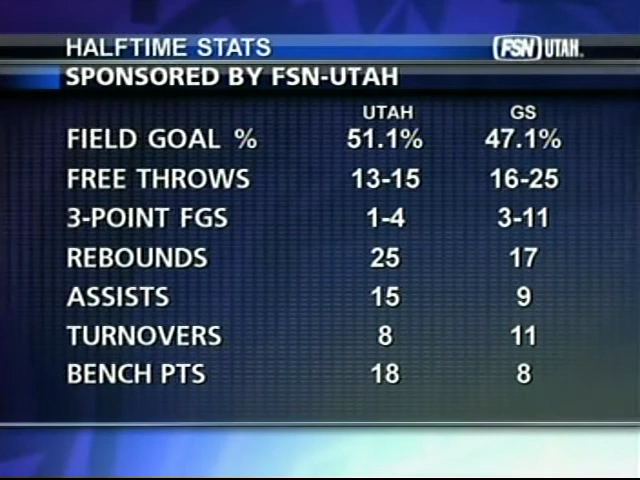 HALFTIME STATS FSN UTAH.
SPONSORED BY FSN-UTAH
UTAH GS
FIELD GOAL % 51.1% 47.1%
FREE THROWS 13-15 16-25
3-POINT FGS 1-4 3-11
REBOUNDS 25 17
ASSISTS 15 9
TURNOVERS 8 11
BENCH PTS 18 8